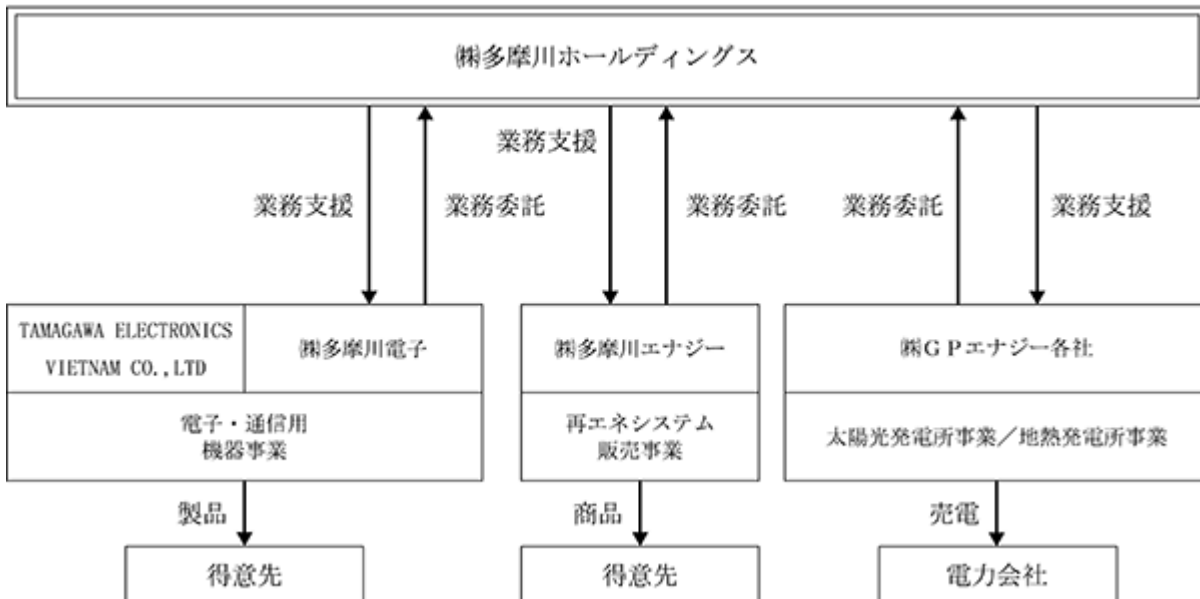 ㈱多摩川ホールディングス
業務支援
業務支援
業務委託
業務委託
業務委託
業務支援
TAMAGAWA ELECTRONICS
VIETNAM CO.,LTD
㈱多摩川電子
㈱多摩川エナジー
㈱GPエナジー各社
電子・通信用
機器事業
再エネシステム
販売事業
太陽光発電所事業/地熱発電所事業
製品
商品
売電
得意先
得意先
電力会社